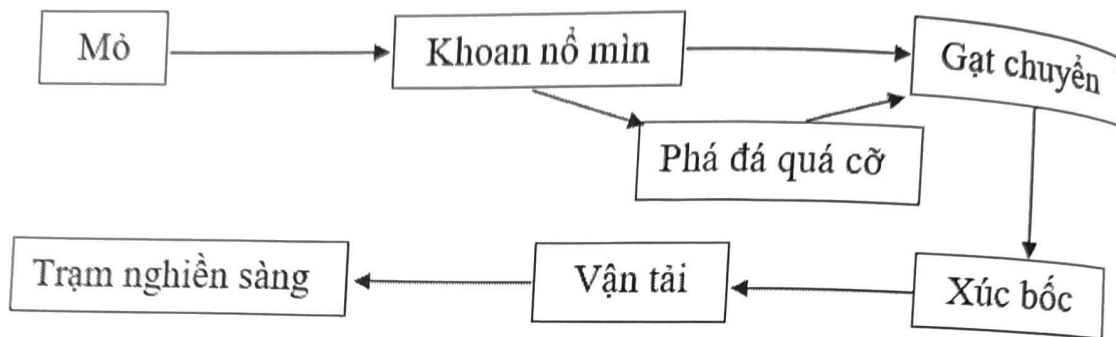 Mỏ
Khoan nổ mìn
Gạt chuyển
Phá đá quá cỡ
Trạm nghiền sàng
Vận tải
Xúc bốc